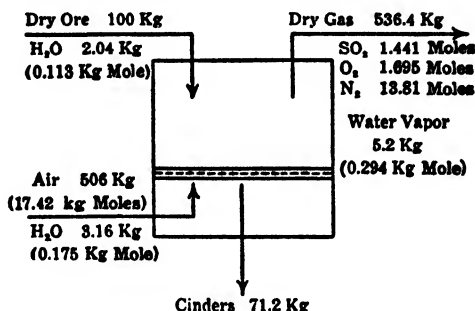 Dry Ore 100 Kg
H₂O 2.04 Kg
(0.113 Kg Mole)
Dry Gas 536.4 Kg
SO₂ 1.441 Moles
O₂ 1.695 Moles
N₂ 13.81 Moles
Water Vapor
5.2 Kg
(0.294 Kg Mole)
Air 506 Kg
(17.42 kg Moles)
H₂O 3.16 Kg
(0.175 Kg Mole)
Cinders 71.2 Kg